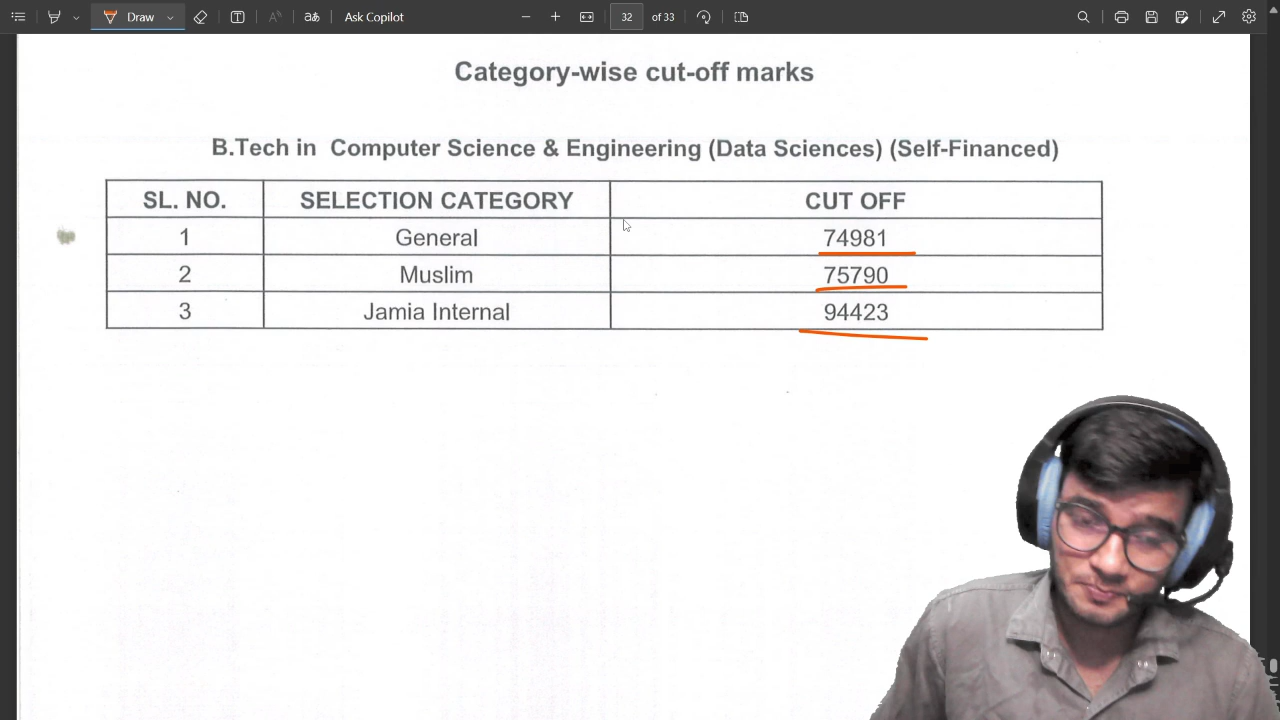 Draw
Ask Copilot
32 of 33
Category-wise cut-off marks
B.Tech in Computer Science & Engineering (Data Sciences) (Self-Financed)
SL. NO. SELECTION CATEGORY CUT OFF
1 General 74981
2 Muslim 75790
3 Jamia Internal 94423